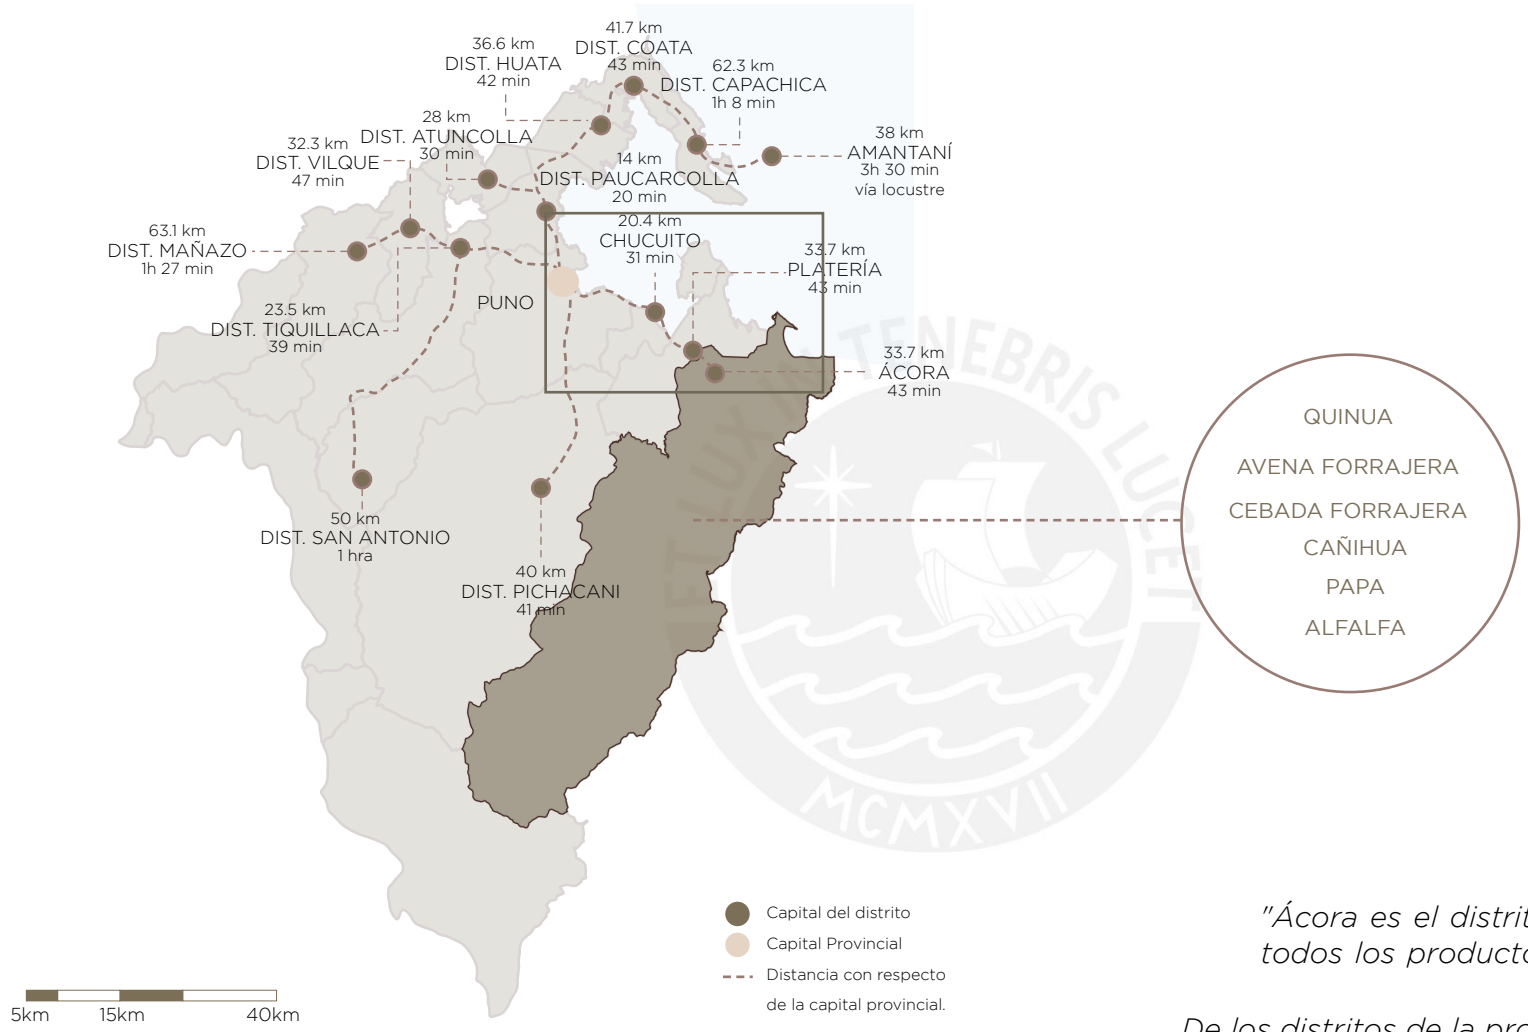 41.7 km
DIST. COATA
43 min
36.6 km
DIST. HUATA
42 min
62.3 km
DIST. CAPACHICA
1h 8 min
28 km
DIST. ATUNCOLLA
30 min
32.3 km
DIST. VILQUE
47 min
38 km
AMANTANÍ
3h 30 min
vía locustre
14 km
DIST. PAUCARCOLLA
20 min
63.1 km
DIST. MAÑAZO
1h 27 min
20.4 km
CHUCUITO
31 min
33.7 km
PLATERÍA
43 min
PUNO
23.5 km
DIST. TIQUILLACA
39 min
33.7 km
ÁCORA
43 min
50 km
DIST. SAN ANTONIO
1 hra
40 km
DIST. PICHACANI
41 min
QUINUA
AVENA FORRAJERA
CEBADA FORRAJERA
CAÑIHUA
PAPA
ALFALFA
ET LUX IN TENEBRIS LUCET
MCMXVII
Capital del distrito
Capital Provincial
Distancia con respecto
de la capital provincial.
5km 15km 40km
"Ácora es el distrit
todos los producto
De los distritos de la pro